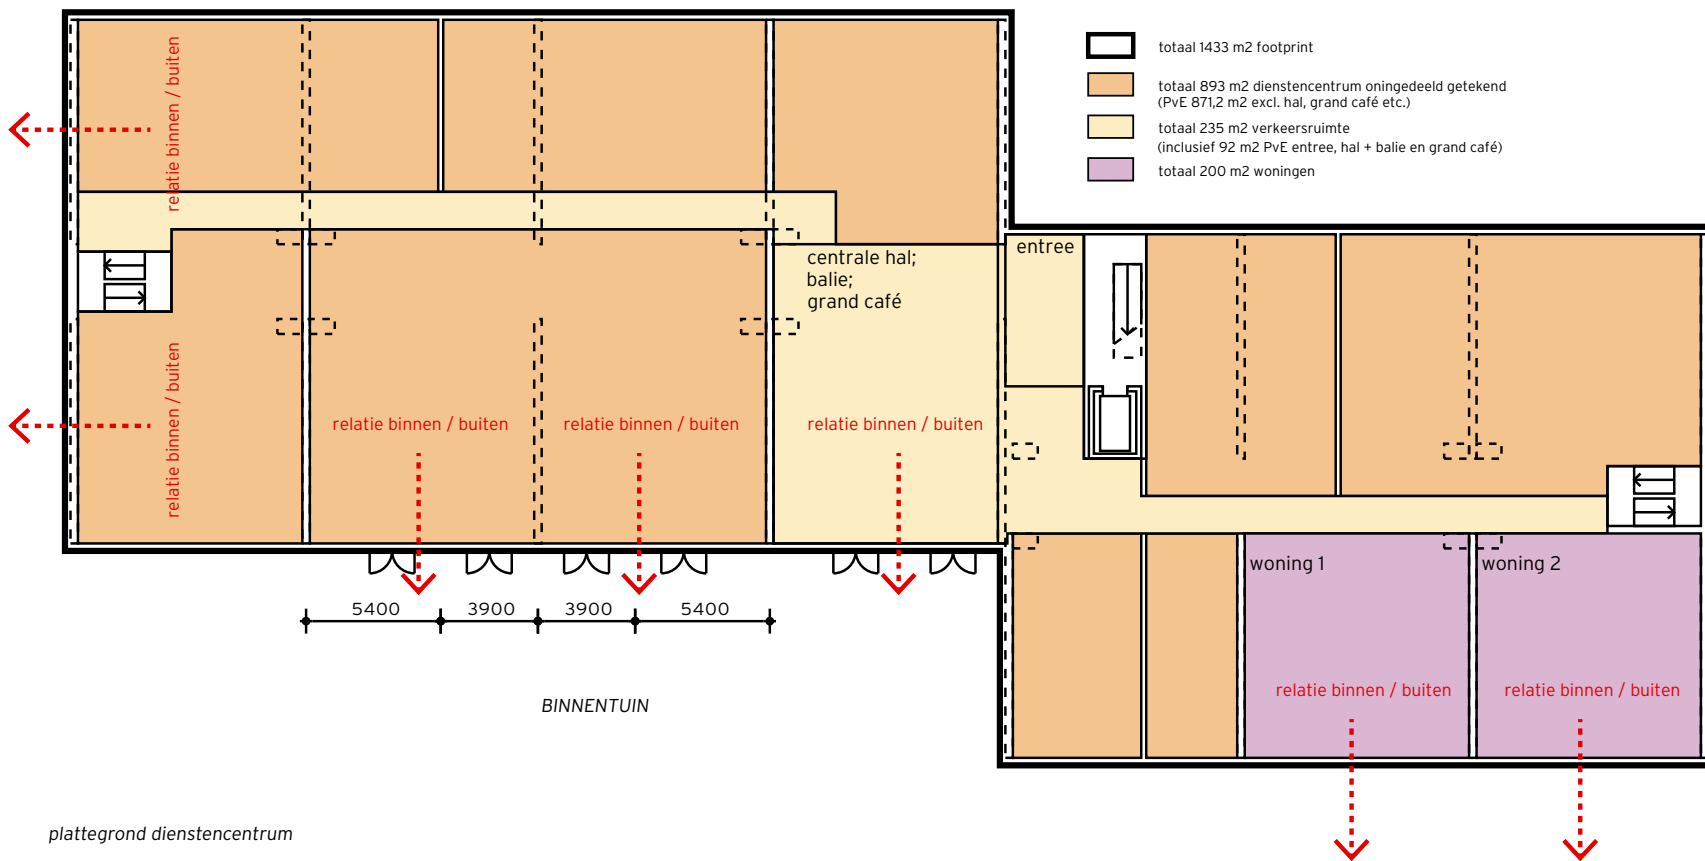 totaal 1433 m2 footprint
totaal 893 m2 dienstencentrum oningedeeld getekend
(PvE 871,2 m2 excl. hal, grand café etc.)
totaal 235 m2 verkeersruimte
(inclusief 92 m2 PvE entree, hal + balie en grand café)
totaal 200 m2 woningen
relatie binnen / buiten
entree
centrale hal;
balie;
grand café
relatie binnen / buiten
relatie binnen / buiten
relatie binnen / buiten
relatie binnen / buiten
woning 1
woning 2
5400
3900
3900
5400
relatie binnen / buiten
relatie binnen / buiten
BINNENTUIN
plattegrond dienstencentrum